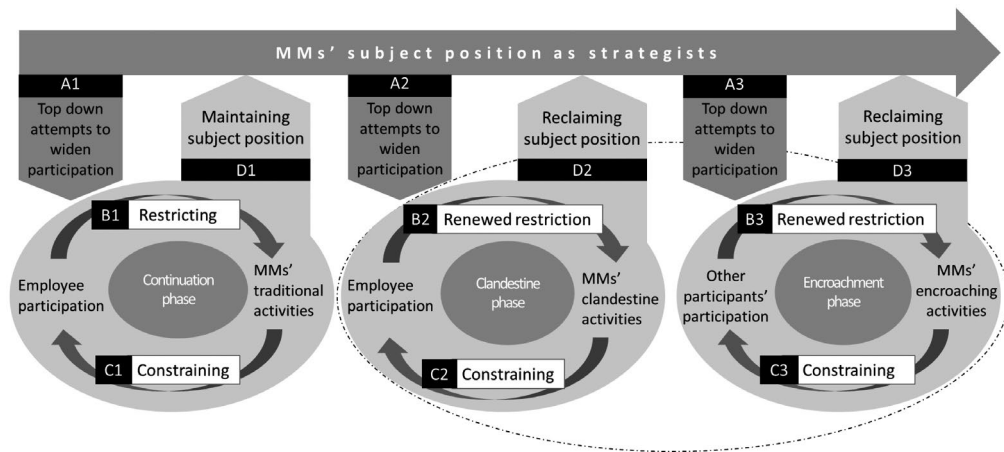 MMs' subject position as strategists
A1
Top down
attempts to
widen
participation
Maintaining
subject position
D1
B1 Restricting
Employee
participation
Continuation
phase
MMs'
traditional
activities
C1 Constraining
A2
Top down
attempts to
widen
participation
Reclaiming
subject position
D2
B2 Renewed restriction
Employee
participation
Clandestine
phase
MMs'
clandestine
activities
C2 Constraining
A3
Top down
attempts to
widen
participation
Reclaiming
subject position
D3
B3 Renewed restriction
Other
participants'
participation
Encroachment
phase
MMs'
encroaching
activities
C3 Constraining